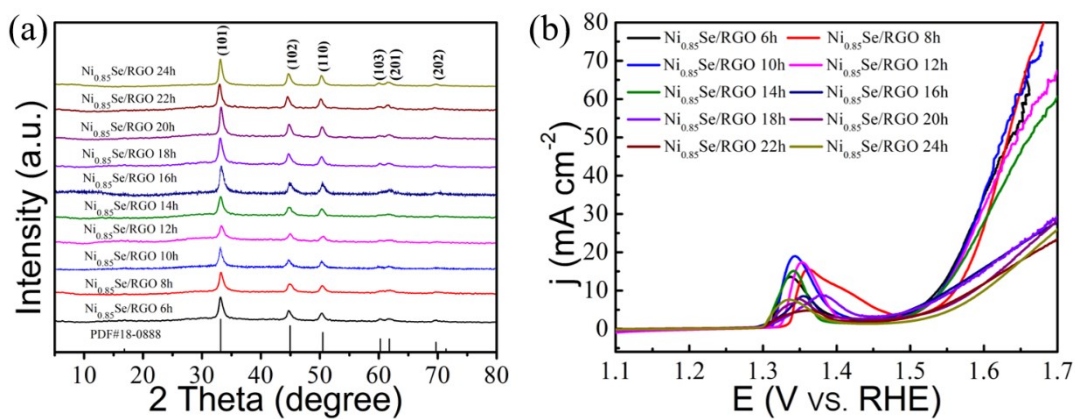 (a)
(101)
(102)
(110)
(103)
(201)
(202)
Ni0.85Se/RGO 24h
Ni0.85Se/RGO 22h
Ni0.85Se/RGO 20h
Ni0.85Se/RGO 18h
Ni0.85Se/RGO 16h
Ni0.85Se/RGO 14h
Ni0.85Se/RGO 12h
Ni0.85Se/RGO 10h
Ni0.85Se/RGO 8h
Ni0.85Se/RGO 6h
PDF#18-0888
Intensity (a.u.)
10 20 30 40 50 60 70 80
2 Theta (degree)
(b)
Ni0.85Se/RGO 6h Ni0.85Se/RGO 8h
Ni0.85Se/RGO 10h Ni0.85Se/RGO 12h
Ni0.85Se/RGO 14h Ni0.85Se/RGO 16h
Ni0.85Se/RGO 18h Ni0.85Se/RGO 20h
Ni0.85Se/RGO 22h Ni0.85Se/RGO 24h
80
70
60
50
40
30
20
10
0
j (mA cm-2)
1.1 1.2 1.3 1.4 1.5 1.6 1.7
E (V vs. RHE)